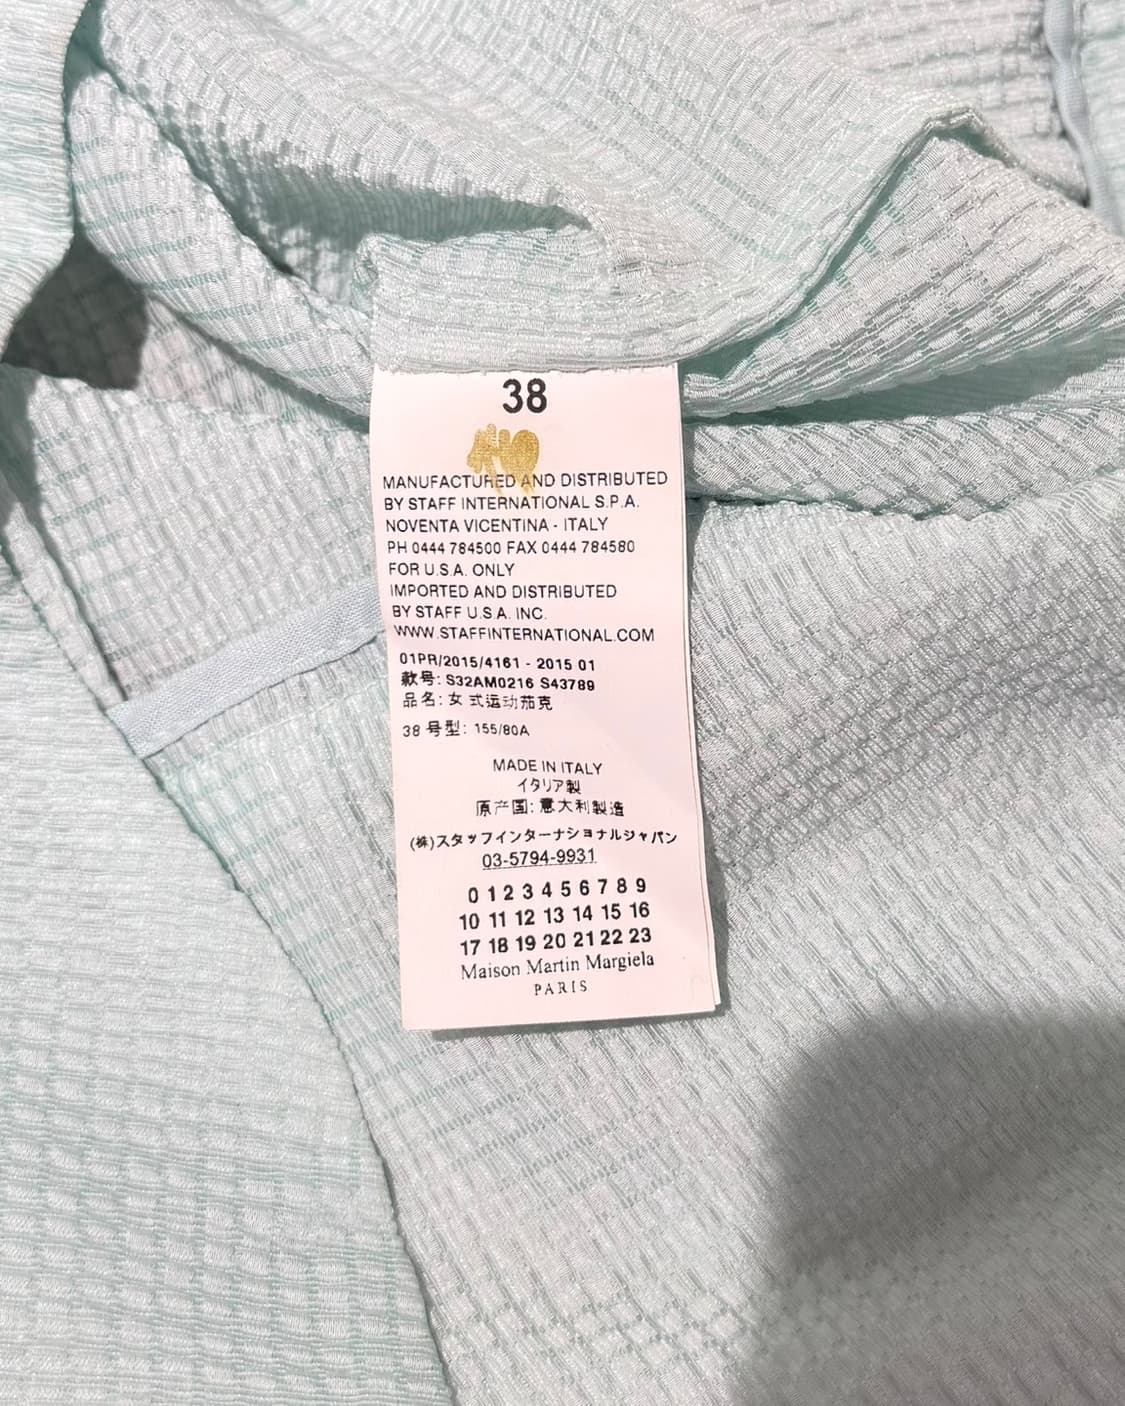 38
MANUFACTURED AND DISTRIBUTED
BY STAFF INTERNATIONAL S.P.A.
NOVENTA VICENTINA - ITALY
PH 0444 784500 FAX 0444 784580
FOR U.S.A. ONLY
IMPORTED AND DISTRIBUTED
BY STAFF U.S.A. INC.
WWW.STAFFINTERNATIONAL.COM
01PR/2015/4161 - 2015 01
款号: S32AM0216 S43789
品名: 女式运动茄克
38 号型: 155/80A
MADE IN ITALY
イタリア製
原产国: 意大利製造
(株)スタッフインターナショナルジャパン
03-5794-9931
0 1 2 3 4 5 6 7 8 9
10 11 12 13 14 15 16
17 18 19 20 21 22 23
Maison Martin Margiela
PARIS